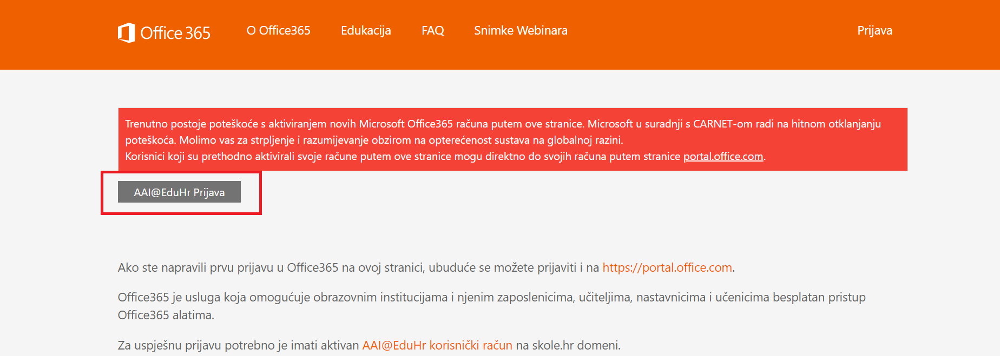 Office 365
O Office365
Edukacija
FAQ
Snimke Webinara
Prijava
Trenutno postoje poteškoće s aktiviranjem novih Microsoft Office365 računa putem ove stranice. Microsoft u suradnji s CARNET-om radi na hitnom otklanjanju
poteškoća. Molimo vas za strpljenje i razumijevanje obzirom na opterećenost sustava na globalnoj razini.
Korisnici koji su prethodno aktivirali svoje račune putem ove stranice mogu direktno do svojih računa putem stranice portal.office.com.
AAI@EduHr Prijava
Ako ste napravili prvu prijavu u Office365 na ovoj stranici, ubuduće se možete prijaviti i na https://portal.office.com.
Office365 je usluga koja omogućuje obrazovnim institucijama i njenim zaposlenicima, učiteljima, nastavnicima i učenicima besplatan pristup
Office365 alatima.
Za uspješnu prijavu potrebno je imati aktivan AAI@EduHr korisnički račun na skole.hr domeni.